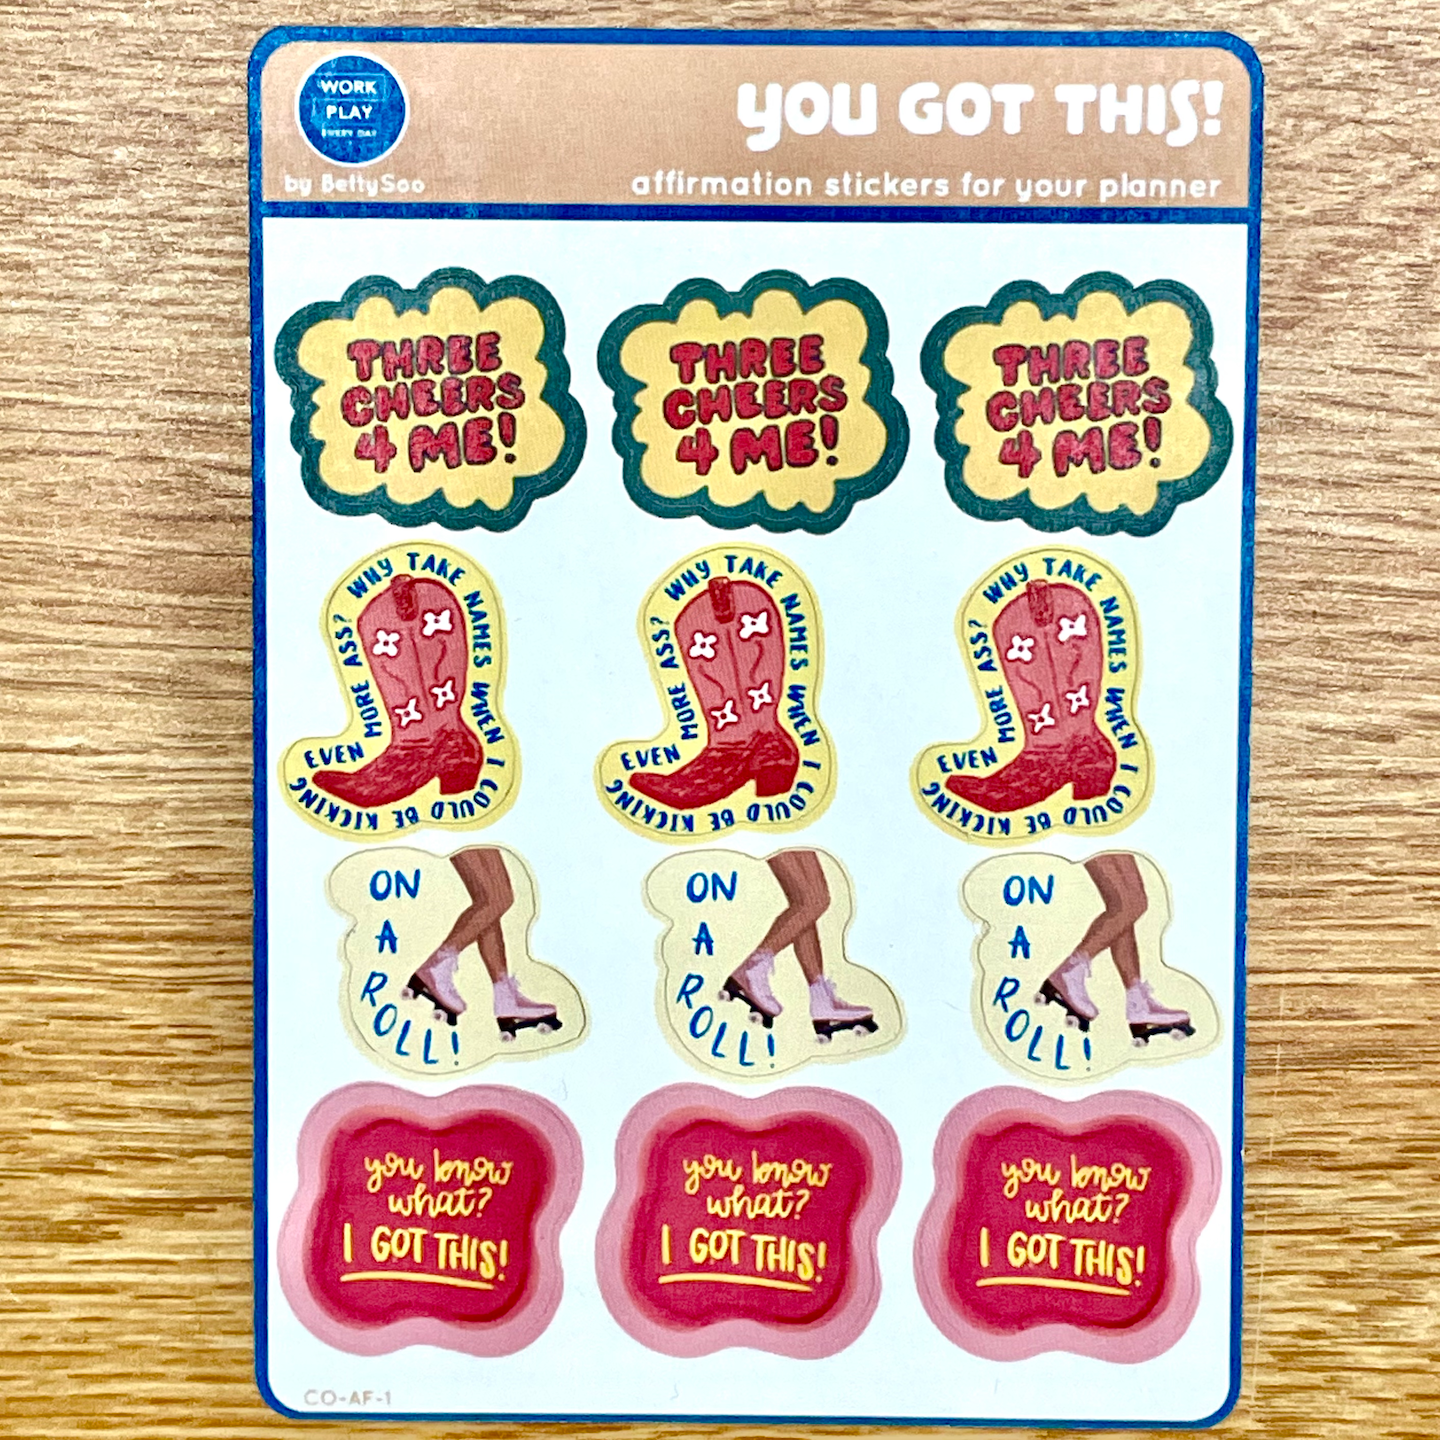 WORK
PLAY
EVERY DAY
by BettySoo
YOU GOT THIS!
affirmation stickers for your planner
THREE
CHEERS
4 ME!
THREE
CHEERS
4 ME!
THREE
CHEERS
4 ME!
WHY TAKE NAMES WHEN I COULD BE KICKING EVEN MORE ASS?
WHY TAKE NAMES WHEN I COULD BE KICKING EVEN MORE ASS?
WHY TAKE NAMES WHEN I COULD BE KICKING EVEN MORE ASS?
ON
A
ROLL!
ON
A
ROLL!
ON
A
ROLL!
you know
what?
I GOT THIS!
you know
what?
I GOT THIS!
you know
what?
I GOT THIS!
CO-AF-1